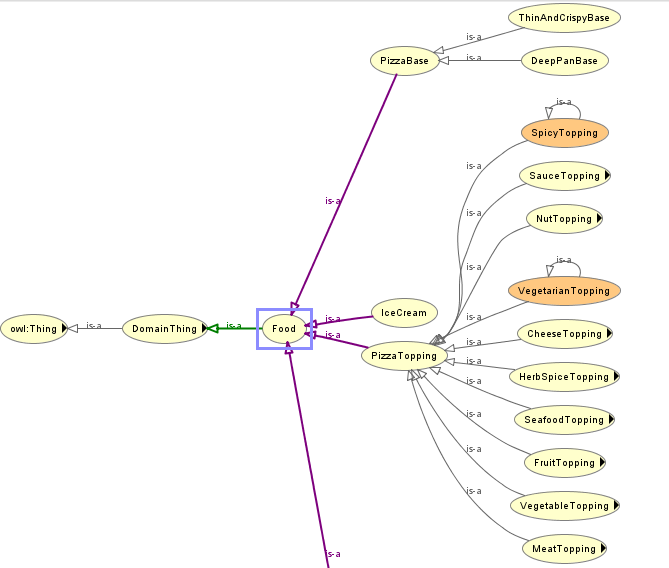 ThinAndCrispyBase
is-a
PizzaBase
is-a
DeepPanBase
is-a
SpicyTopping
is-a
SauceTopping
is-a
is-a
NutTopping
is-a
is-a
VegetarianTopping
IceCream
is-a
is-a
owl:Thing
is-a
DomainThing
is-a
Food
is-a
CheeseTopping
is-a
PizzaTopping
is-a
HerbSpiceTopping
is-a
SeafoodTopping
is-a
FruitTopping
is-a
VegetableTopping
is-a
MeatTopping
is-a
is-a